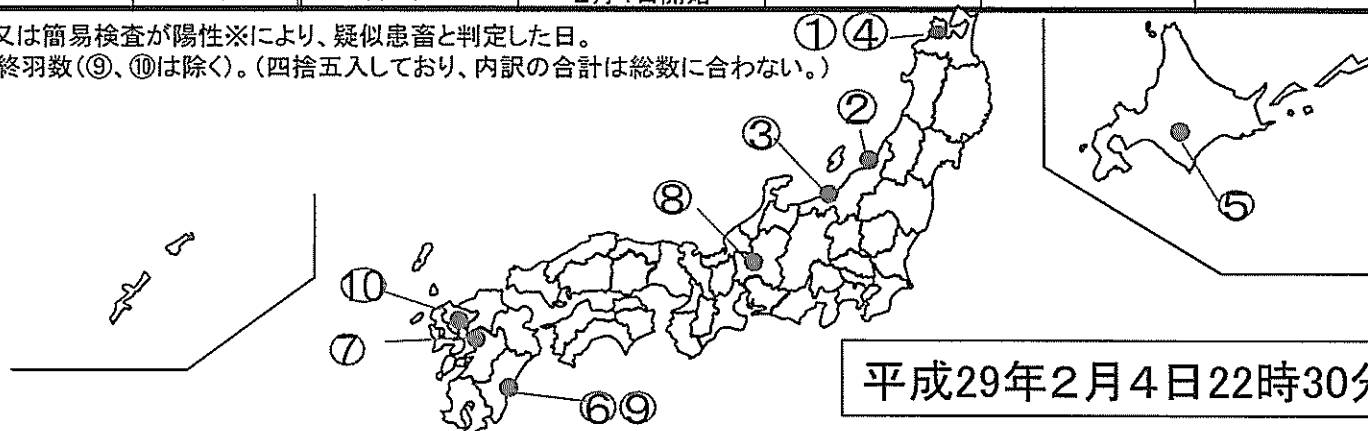 又は簡易検査が陽性※により、疑似患畜と判定した日。
終羽数(⑨、⑩は除く)。(四捨五入しており、内訳の合計は総数に合わない。)
①④
②
③
⑧
⑤
⑩
⑦
⑥⑨
平成29年2月4日22時30分